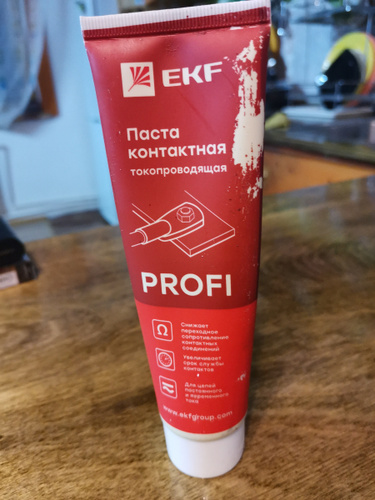 EKF
Паста
контактная
токопроводящая
PROFI
Ω
Снижает
переходное
сопротивление
контактных
соединений
Увеличивает
срок службы
контактов
Для цепей
постоянного
и переменного
тока
www.ekfgroup.com